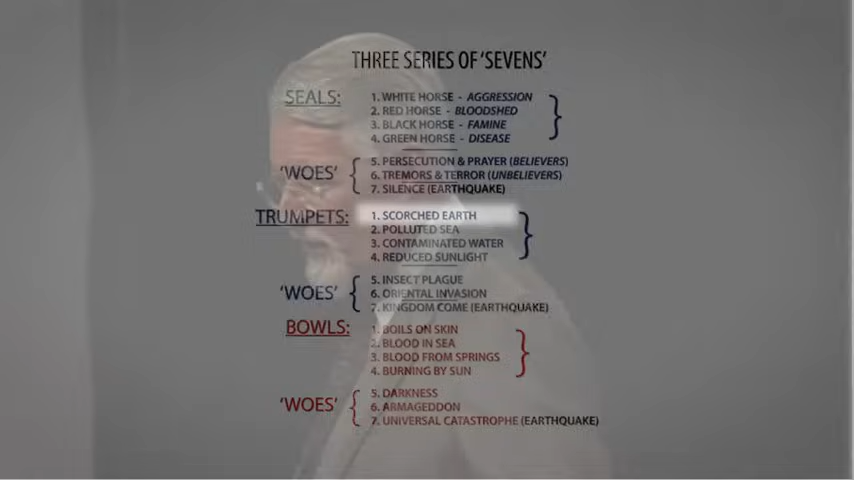 THREE SERIES OF 'SEVENS'
SEALS:
1. WHITE HORSE - AGGRESSION
2. RED HORSE - BLOODSHED
3. BLACK HORSE - FAMINE
4. GREEN HORSE - DISEASE
'WOES'
5. PERSECUTION & PRAYER (BELIEVERS)
6. TREMORS & TERROR (UNBELIEVERS)
7. SILENCE (EARTHQUAKE)
TRUMPETS:
1. SCORCHED EARTH
2. POLLUTED SEA
3. CONTAMINATED WATER
4. REDUCED SUNLIGHT
'WOES'
5. INSECT PLAGUE
6. ORIENTAL INVASION
7. KINGDOM COME (EARTHQUAKE)
BOWLS:
1. BOILS ON SKIN
2. BLOOD IN SEA
3. BLOOD FROM SPRINGS
4. BURNING BY SUN
'WOES'
5. DARKNESS
6. ARMAGEDDON
7. UNIVERSAL CATASTROPHE (EARTHQUAKE)